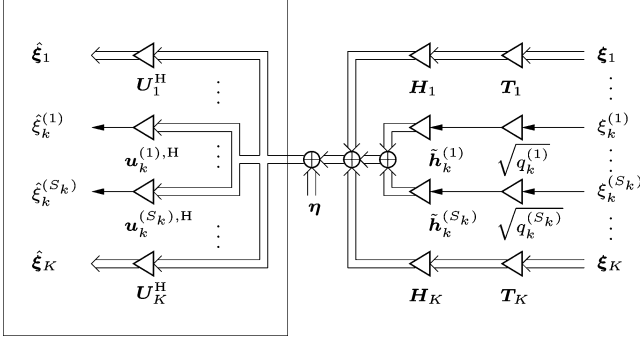 ξ̂₁ ξ₁
U₁ᴴ H₁ T₁
ξ̂ₖ⁽¹⁾ ξₖ⁽¹⁾
uₖ⁽¹⁾,ᴴ h̃ₖ⁽¹⁾ √qₖ⁽¹⁾
ξ̂ₖ⁽ˢₖ⁾ ξₖ⁽ˢₖ⁾
uₖ⁽ˢₖ⁾,ᴴ η h̃ₖ⁽ˢₖ⁾ √qₖ⁽ˢₖ⁾
ξ̂_K ξ_K
U_Kᴴ H_K T_K